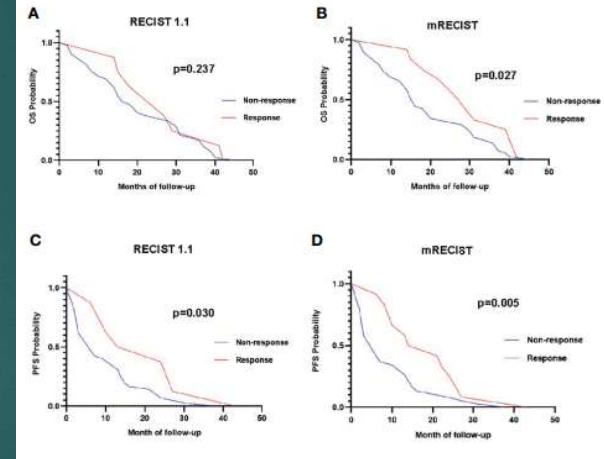 A
RECIST 1.1
1.0
0.5
0.0
OS Probability
p=0.237
Non-response
Response
0
10
20
30
40
50
Months of follow-up
B
mRECIST
1.0
0.5
0.0
OS Probability
p=0.027
Non-response
Response
0
10
20
30
40
50
Months of follow-up
C
RECIST 1.1
1.0
0.5
0.0
PFS Probability
p=0.030
Non-response
Response
0
10
20
30
40
50
Month of follow-up
D
mRECIST
1.0
0.5
0.0
PFS Probability
p=0.005
Non-response
Response
0
10
20
30
40
50
Month of follow-up